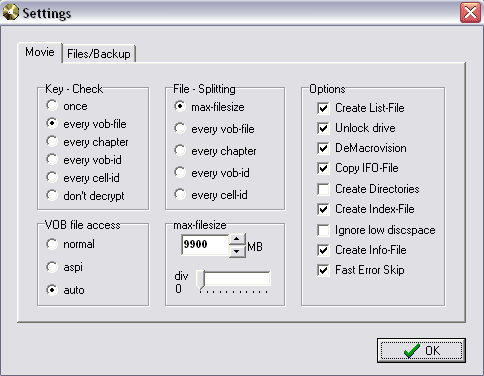 Settings
Movie
Files/Backup
Key - Check
once
every vob-file
every chapter
every vob-id
every cell-id
don't decrypt
File - Splitting
max-filesize
every vob-file
every chapter
every vob-id
every cell-id
Options
Create List-File
Unlock drive
DeMacrovision
Copy IFO-File
Create Directories
Create Index-File
Ignore low discspace
Create Info-File
Fast Error Skip
VOB file access
normal
aspi
auto
max-filesize
9900 MB
div
0
OK